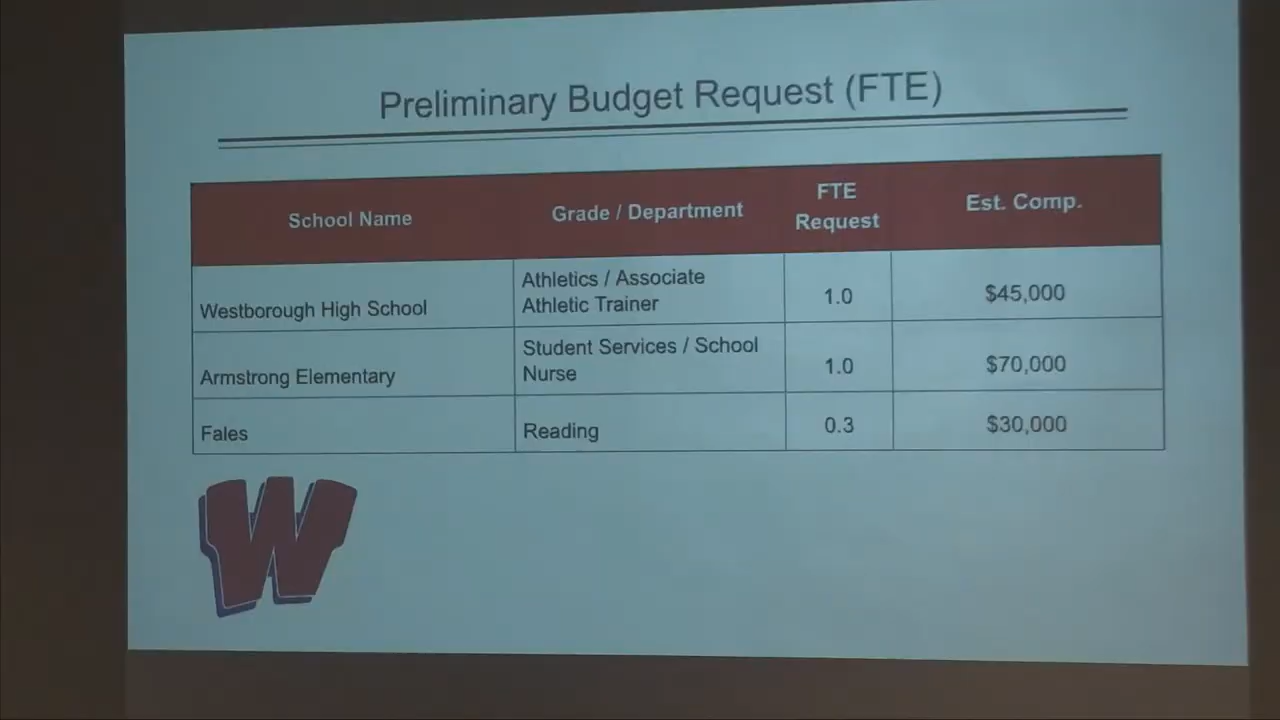 Preliminary Budget Request (FTE)
School Name
Grade / Department
FTE
Request
Est. Comp.
Westborough High School
Athletics / Associate
Athletic Trainer
1.0
$45,000
Armstrong Elementary
Student Services / School
Nurse
1.0
$70,000
Fales
Reading
0.3
$30,000
W